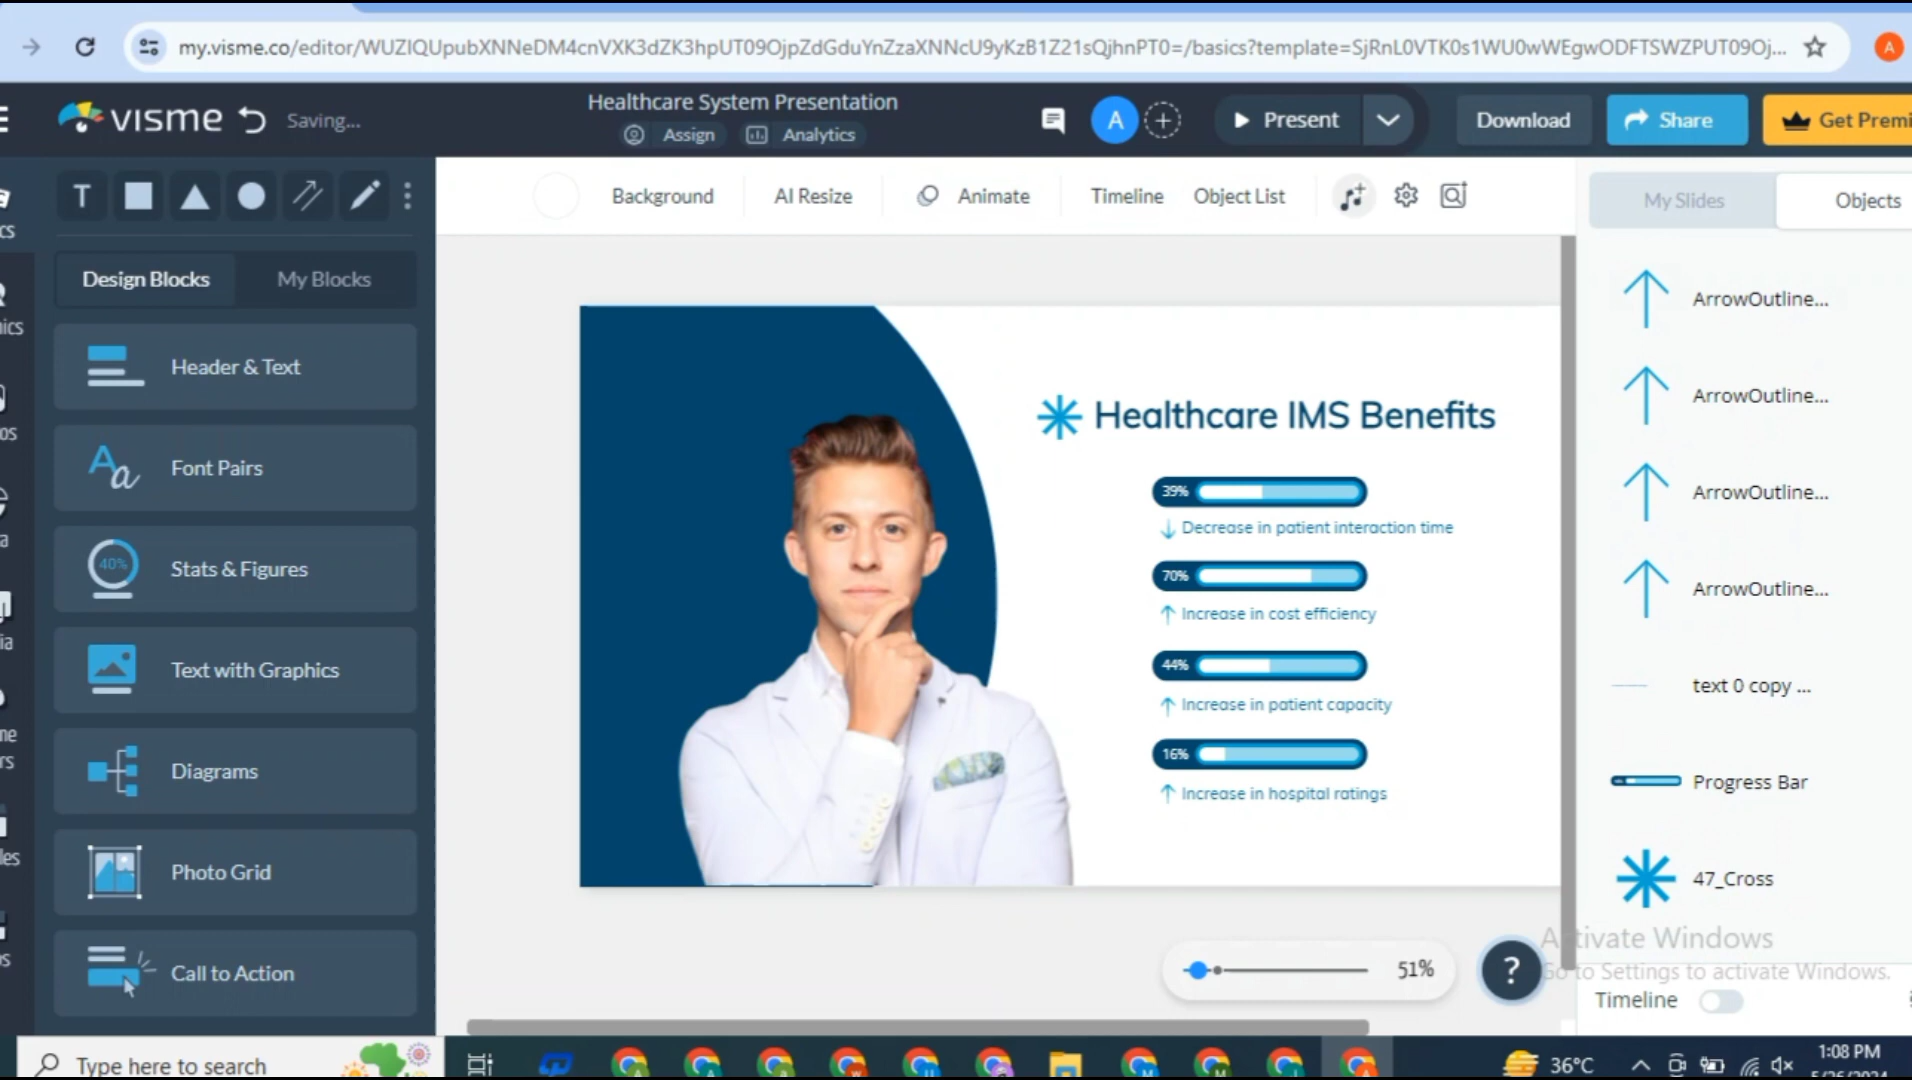 my.visme.co/editor/WUZIQUpubXNNeDM4cnVXK3dZK3hpUT09OjpZdGduYnZzaXNNcU9yKzB1Z21sQjhnPT0=/basics?template=SjRnL0VTK0s1WU0wWEgwODFTSWZPUT09Oj...
A
visme
Saving...
Healthcare System Presentation
Assign
Analytics
A
Present
Download
Share
Get Premi
T
Background
AI Resize
Animate
Timeline
Object List
My Slides
Objects
Design Blocks
My Blocks
Header & Text
Aa
Font Pairs
40%
Stats & Figures
Text with Graphics
Diagrams
Photo Grid
Call to Action
Healthcare IMS Benefits
39%
Decrease in patient interaction time
70%
Increase in cost efficiency
44%
Increase in patient capacity
16%
Increase in hospital ratings
ArrowOutline...
ArrowOutline...
ArrowOutline...
ArrowOutline...
text 0 copy ...
Progress Bar
47_Cross
Activate Windows
Go to Settings to activate Windows.
51%
?
Timeline
Type here to search
36°C
1:08 PM